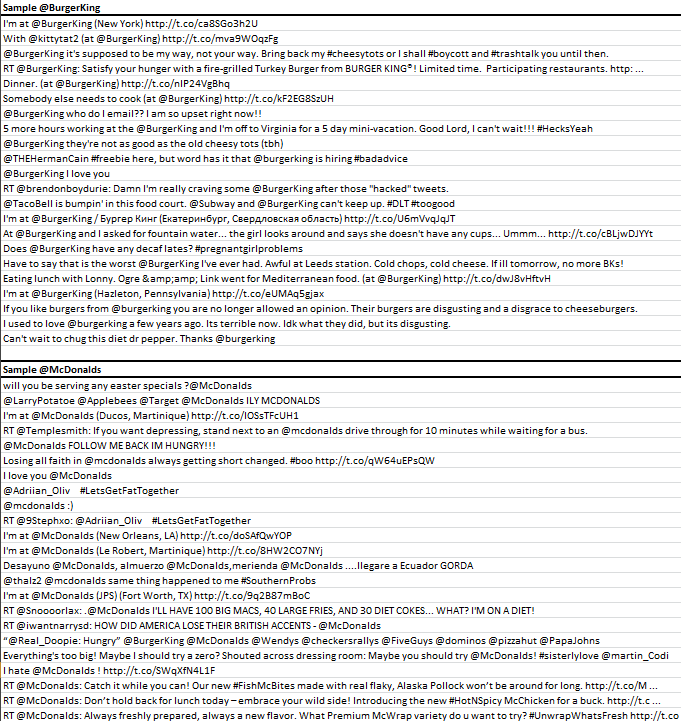 Sample @BurgerKing
I'm at @BurgerKing (New York) http://t.co/ca8SGo3h2U
With @kittytat2 (at @BurgerKing) http://t.co/mva9WOqzFg
@BurgerKing it's supposed to be my way, not your way. Bring back my #cheesytots or I shall #boycott and #trashtalk you until then.
RT @BurgerKing: Satisfy your hunger with a fire-grilled Turkey Burger from BURGER KING®! Limited time.  Participating restaurants. http: ...
Dinner. (at @BurgerKing) http://t.co/nIP24VgBhq
Somebody else needs to cook (at @BurgerKing) http://t.co/kF2EG8SzUH
@BurgerKing who do I email?? I am so upset right now!!
5 more hours working at the @BurgerKing and I'm off to Virginia for a 5 day mini-vacation. Good Lord, I can't wait!!! #HecksYeah
@BurgerKing they're not as good as the old cheesy tots (tbh)
@THEHermanCain #freebie here, but word has it that @burgerking is hiring #badadvice
@BurgerKing I love you
RT @brendonboydurie: Damn I'm really craving some @BurgerKing after those "hacked" tweets.
@TacoBell is bumpin' in this food court. @Subway and @BurgerKing can't keep up. #DLT #toogood
I'm at @BurgerKing / Бургер Кинг (Екатеринбург, Свердловская область) http://t.co/U6mVvqJqJT
At @BurgerKing and I asked for fountain water... the girl looks around and says she doesn't have any cups... Ummm... http://t.co/cBLjwDJYYt
Does @BurgerKing have any decaf lates? #pregnantgirlproblems
Have to say that is the worst @BurgerKing I've ever had. Awful at Leeds station. Cold chops, cold cheese. If ill tomorrow, no more BKs!
Eating lunch with Lonny. Ogre &amp;amp; Link went for Mediterranean food. (at @BurgerKing) http://t.co/dwJ8vHftvH
I'm at @BurgerKing (Hazleton, Pennsylvania) http://t.co/eUMAq5gjax
If you like burgers from @burgerking you are no longer allowed an opinion. Their burgers are disgusting and a disgrace to cheeseburgers.
I used to love @burgerking a few years ago. Its terrible now. Idk what they did, but its disgusting.
Can't wait to chug this diet dr pepper. Thanks @burgerking
Sample @McDonalds
will you be serving any easter specials ?@McDonalds
@LarryPotatoe @Applebees @Target @McDonalds ILY MCDONALDS
I'm at @McDonalds (Ducos, Martinique) http://t.co/IOSsTFcUH1
RT @Templesmith: If you want depressing, stand next to an @mcdonalds drive through for 10 minutes while waiting for a bus.
@McDonalds FOLLOW ME BACK IM HUNGRY!!!
Losing all faith in @mcdonalds always getting short changed. #boo http://t.co/qW64uEPsQW
I love you @McDonalds
@Adriian_Oliv   #LetsGetFatTogether
@mcdonalds :)
RT @9Stephxo: @Adriian_Oliv   #LetsGetFatTogether
I'm at @McDonalds (New Orleans, LA) http://t.co/doSAfQwYOP
I'm at @McDonalds (Le Robert, Martinique) http://t.co/8HW2CO7NYj
Desayuno @McDonalds, almuerzo @McDonalds,merienda @McDonalds ....llegare a Ecuador GORDA
@thalz2 @mcdonalds same thing happened to me #SouthernProbs
I'm at @McDonalds (JPS) (Fort Worth, TX) http://t.co/9q2B87mBoC
RT @Snoooorlax: .@McDonalds I'LL HAVE 100 BIG MACS, 40 LARGE FRIES, AND 30 DIET COKES... WHAT? I'M ON A DIET!
RT @iwantnarrysd: HOW DID AMERICA LOSE THEIR BRITISH ACCENTS - @McDonalds
“@Real_Doopie: Hungry” @BurgerKing @McDonalds @Wendys @checkersrallys @FiveGuys @dominos @pizzahut @PapaJohns
Everything's too big! Maybe I should try a zero? Shouted across dressing room: Maybe you should try @McDonalds! #sisterlylove @martin_Codi
I hate @McDonalds ! http://t.co/SWqXfN4L1F
RT @McDonalds: Catch it while you can! Our new #FishMcBites made with real flaky, Alaska Pollock won't be around for long. http://t.co/M ...
RT @McDonalds: Don’t hold back for lunch today – embrace your wild side! Introducing the new #HotNSpicy McChicken for a buck. http://t.c ...
RT @McDonalds: Always freshly prepared, always a new flavor. What Premium McWrap variety do u want to try? #UnwrapWhatsFresh http://t.co